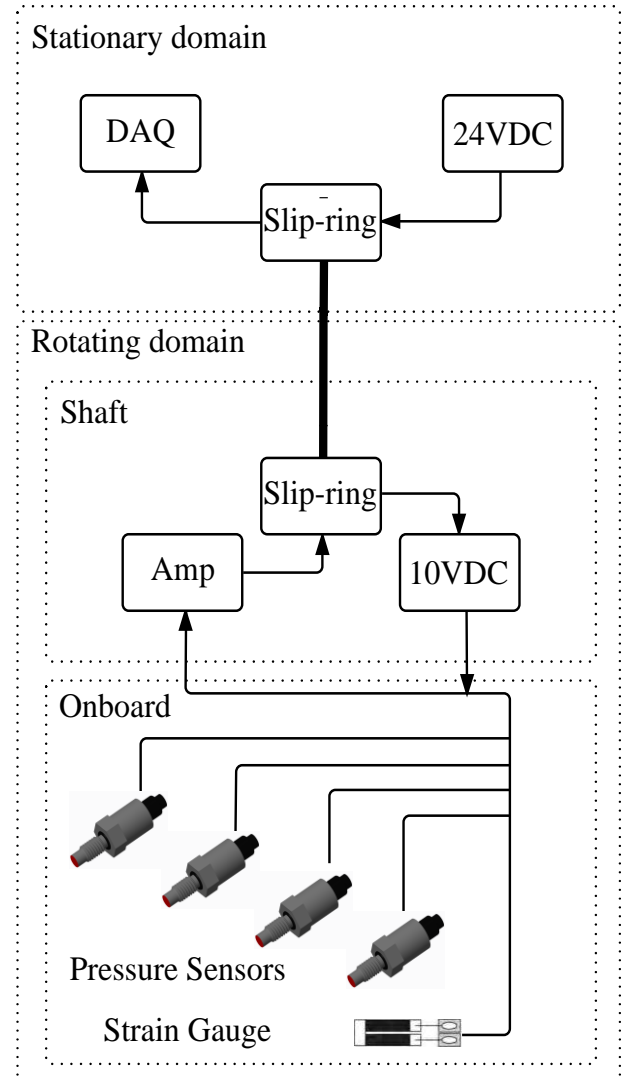 Stationary domain
DAQ
24VDC
Slip-ring
Rotating domain
Shaft
Slip-ring
Amp
10VDC
Onboard
Pressure Sensors
Strain Gauge